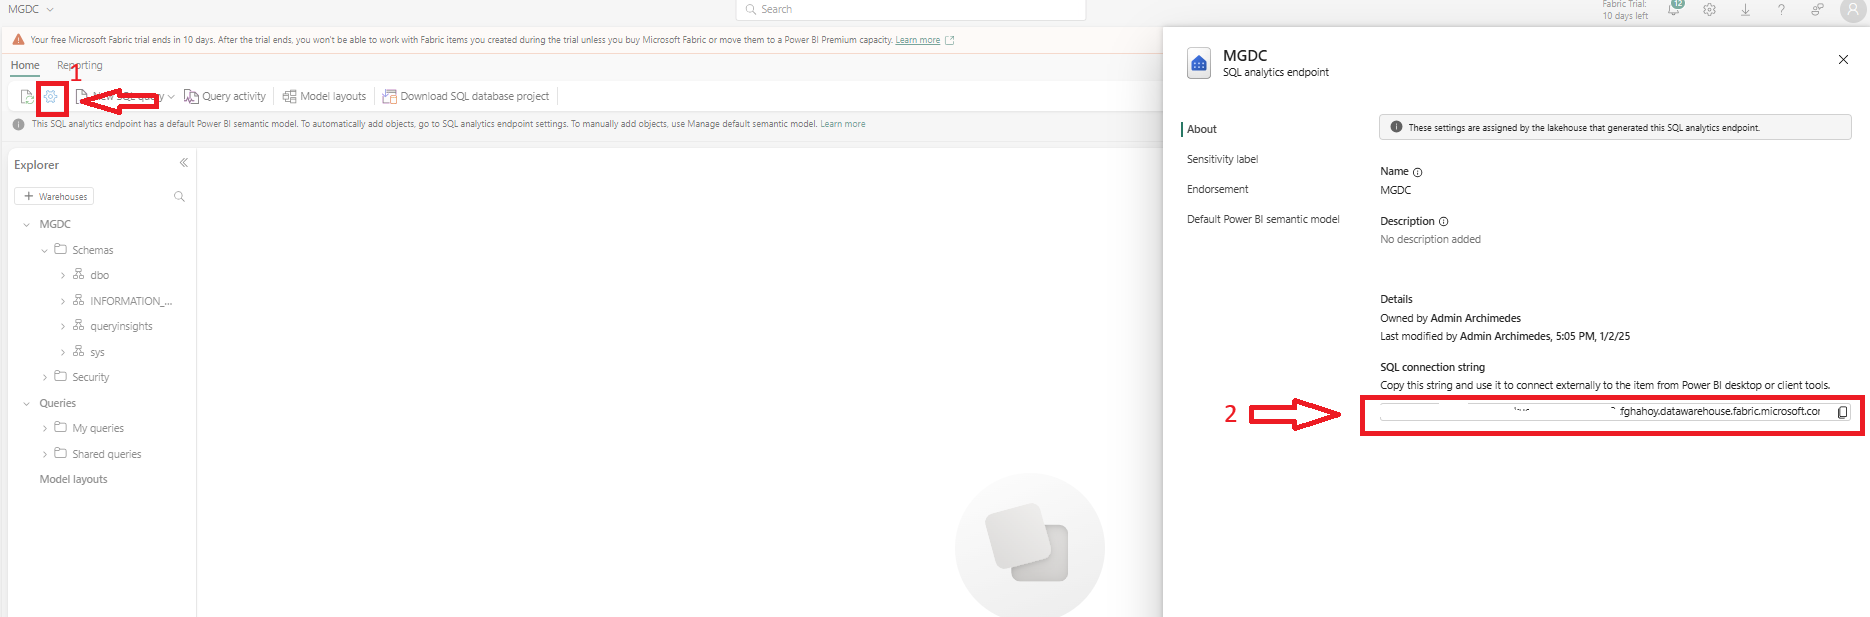 MGDC
Search
Fabric Trial:
10 days left
12
Your free Microsoft Fabric trial ends in 10 days. After the trial ends, you won't be able to work with Fabric items you created during the trial unless you buy Microsoft Fabric or move them to a Power BI Premium capacity. Learn more
Home Reporting
1
New SQL query Query activity Model layouts Download SQL database project
This SQL analytics endpoint has a default Power BI semantic model. To automatically add objects, go to SQL analytics endpoint settings. To manually add objects, use Manage default semantic model. Learn more
Explorer
+ Warehouses
MGDC
Schemas
dbo
INFORMATION_...
queryinsights
sys
Security
Queries
My queries
Shared queries
Model layouts
MGDC
SQL analytics endpoint
About
Sensitivity label
Endorsement
Default Power BI semantic model
These settings are assigned by the lakehouse that generated this SQL analytics endpoint.
Name
MGDC
Description
No description added
Details
Owned by Admin Archimedes
Last modified by Admin Archimedes, 5:05 PM, 1/2/25
SQL connection string
Copy this string and use it to connect externally to the item from Power BI desktop or client tools.
2
fghahoy.datawarehouse.fabric.microsoft.cor